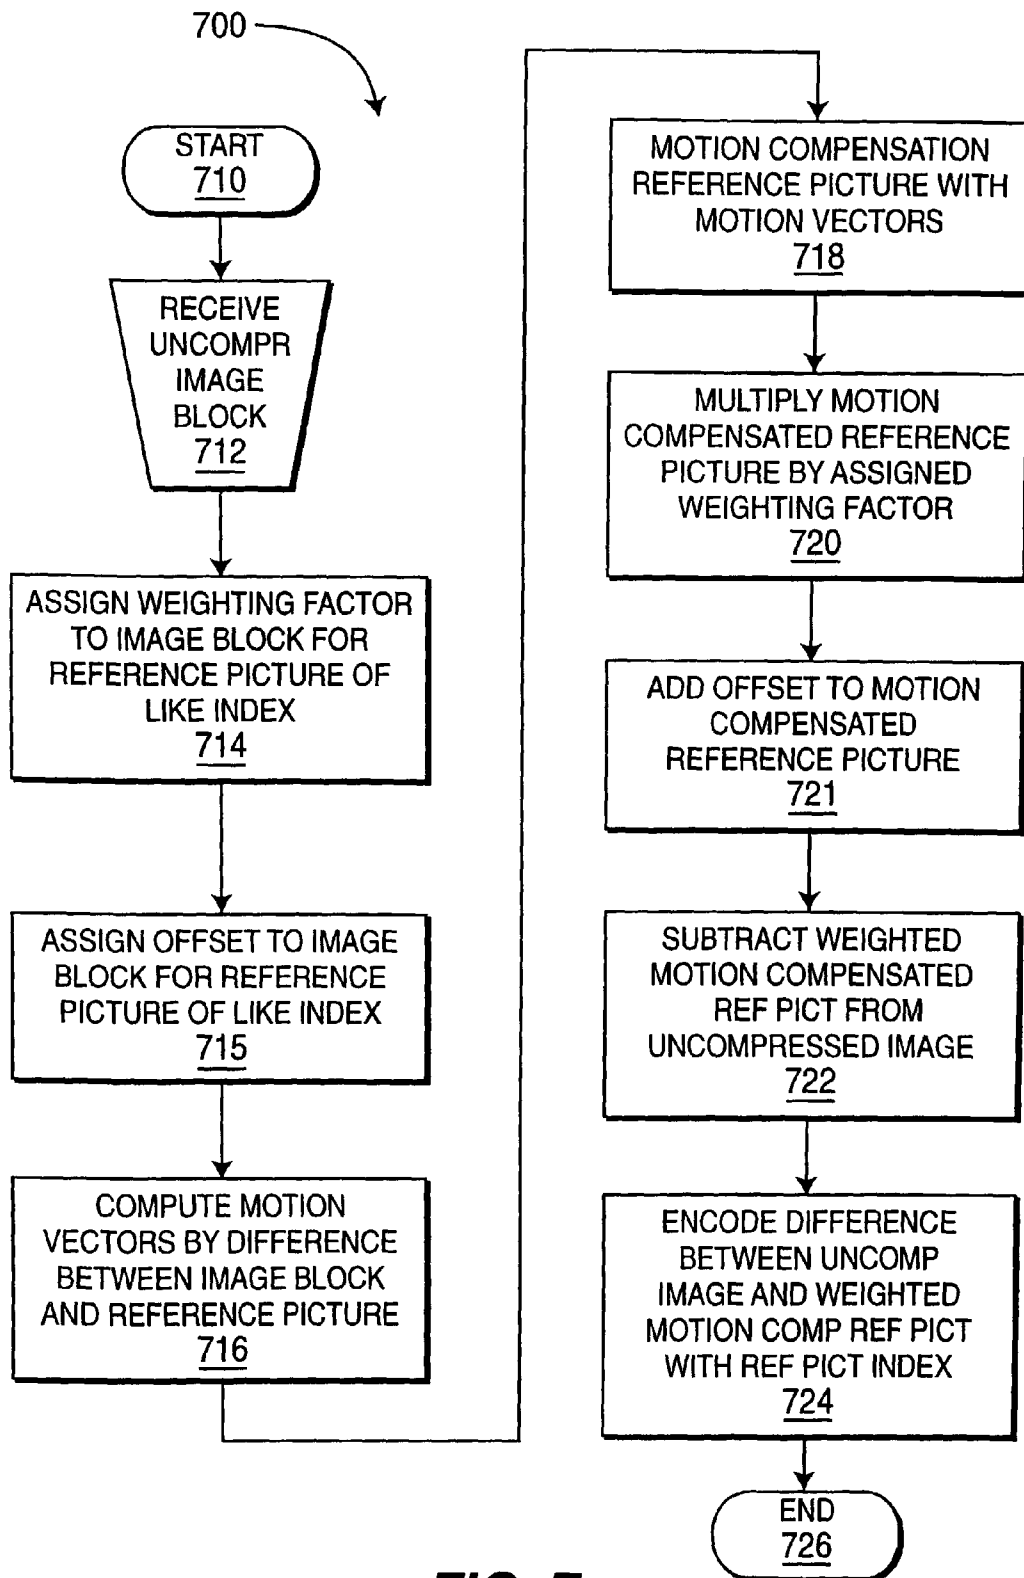 700
START
710
RECEIVE
UNCOMPR
IMAGE
BLOCK
712
ASSIGN WEIGHTING FACTOR
TO IMAGE BLOCK FOR
REFERENCE PICTURE OF
LIKE INDEX
714
ASSIGN OFFSET TO IMAGE
BLOCK FOR REFERENCE
PICTURE OF LIKE INDEX
715
COMPUTE MOTION
VECTORS BY DIFFERENCE
BETWEEN IMAGE BLOCK
AND REFERENCE PICTURE
716
MOTION COMPENSATION
REFERENCE PICTURE WITH
MOTION VECTORS
718
MULTIPLY MOTION
COMPENSATED REFERENCE
PICTURE BY ASSIGNED
WEIGHTING FACTOR
720
ADD OFFSET TO MOTION
COMPENSATED
REFERENCE PICTURE
721
SUBTRACT WEIGHTED
MOTION COMPENSATED
REF PICT FROM
UNCOMPRESSED IMAGE
722
ENCODE DIFFERENCE
BETWEEN UNCOMP
IMAGE AND WEIGHTED
MOTION COMP REF PICT
WITH REF PICT INDEX
724
END
726